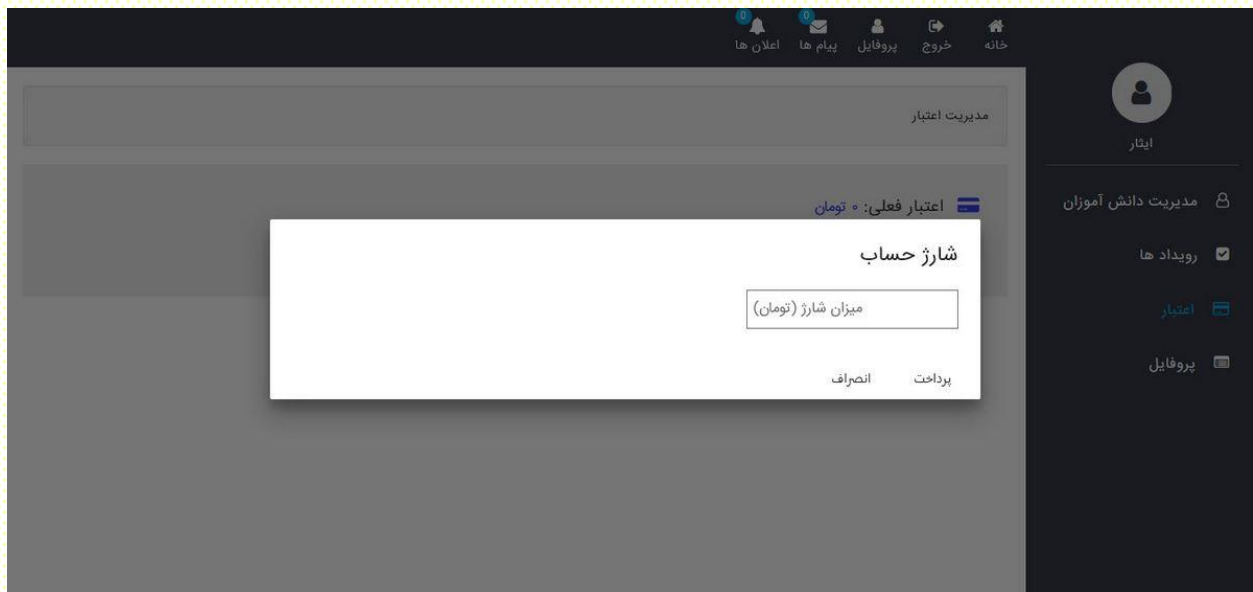 خانه
خروج
پروفایل
پیام ها
0
اعلان ها
0
ایثار
مدیریت دانش آموزان
رویداد ها
اعتبار
پروفایل
مدیریت اعتبار
اعتبار فعلی: ۰ تومان
شارژ حساب
میزان شارژ (تومان)
پرداخت
انصراف